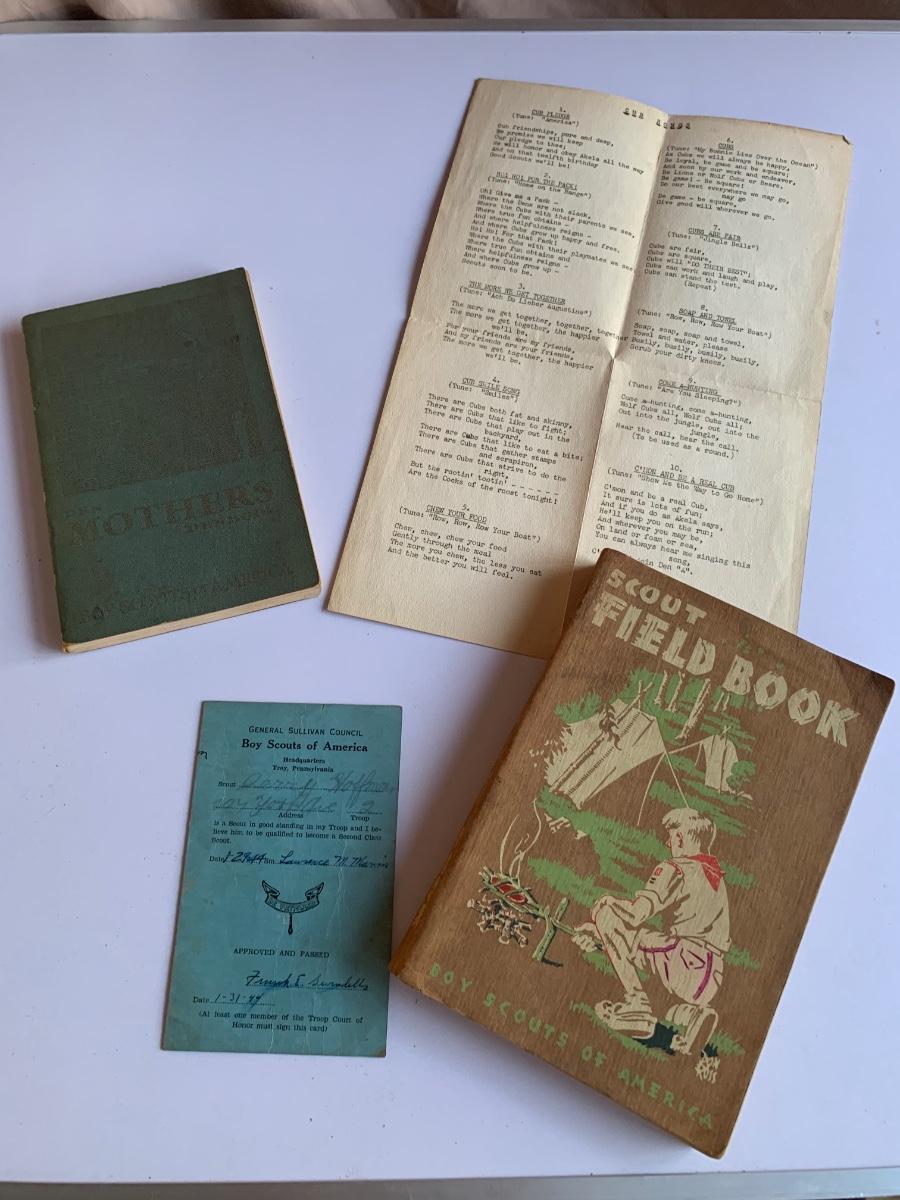 CUB SONGS
1.
CUB PLEDGE
(Tune: "America")
Cub friendships, pure and deep,
We promise we will keep
Our pledge to thee;
We will honor and obey Akela all the way
And on that twelfth birthday
Good Scouts we'll be!
2.
HO! HO! FOR THE PACK!
(Tune: "Home on the Range")
Oh! Give me a Pack -
Where the Dens are not slack,
Where the Cubs with their parents we see,
Where true fun obtains -
And where helpfulness reigns -
And where Cubs grow up happy and free.
Ho! Ho! For that Pack!
Where the Cubs with their playmates we see
Where true fun obtains and
Where helpfulness reigns -
And where Cubs grow up -
Scouts soon to be.
3.
THE MORE WE GET TOGETHER
(Tune: "Ach Du Lieber Augustine")
The more we get together, together, together
The more we get together, the happier
we'll be.
For your friends are my friends,
And my friends are your friends,
The more we get together, the happier
we'll be.
4.
CUB SMILE SONG
(Tune: "Smiles")
There are Cubs both fat and skinny,
There are Cubs that like to fight;
There are Cubs that play out in the
backyard,
There are Cubs that like to eat a bite;
There are Cubs that gather stamps
and scrapiron,
There are Cubs that strive to do the
right,
But the rootin' tootin' - - - - - -
Are the Cocks of the roost tonight!
5.
CHEW YOUR FOOD
(Tune: "Row, Row, Row Your Boat")
Chew, chew, chew your food
Gently through the meal
The more you chew, the less you eat
And the better you will feel.
6.
CUBS
(Tune: "My Bonnie Lies Over the Ocean")
As Cubs we will always be happy,
Be loyal, be game and be square;
And soon by our work and endeavor,
Be Lions or Wolf Cubs or Bears.
Be game! - Be square!
Do our best everywhere we may go,
may go
Be game - be square,
Give good will wherever we go.
7.
CUBS ARE FAIR
(Tune: "Jingle Bells")
Cubs are fair,
Cubs are square,
Cubs will "DO THEIR BEST";
Cubs can work and laugh and play,
Cubs can stand the test.
(Repeat)
8.
SOAP AND TOWEL
(Tune: "Row, Row, Row Your Boat")
Soap, soap, soap and towel,
Towel and water, please
Busily, busily, busily, busily,
Scrub your dirty knees.
9.
COME A-HUNTING
(Tune: "Are You Sleeping?")
Come a-hunting, come a-hunting,
Wolf Cubs all, Wolf Cubs all;
Out into the jungle, out into the
jungle,
Hear the call, hear the call.
(To be used as a round.)
10.
C'MON AND BE A REAL CUB
(Tune: "Show Me the Way to Go Home")
C'mon and be a real Cub,
It sure is lots of fun;
And if you do as Akela says,
He'll keep you on the run;
And wherever you may be,
On land or foam or sea,
You can always hear me singing this
song,
Den "4".
MOTHERS
BOY SCOUTS OF AMERICA
GENERAL SULLIVAN COUNCIL
Boy Scouts of America
Headquarters
Troy, Pennsylvania
Scout
2
Address Troop
is a Scout in good standing in my Troop and I be-
lieve him to be qualified to become a Second Class
Scout.
Date Sm. Lawrence M.
APPROVED AND PASSED
Frank E.
Date 1-31-44
(At least one member of the Troop Court of
Honor must sign this card)
SCOUT
FIELD BOOK
DON
ROSS
BOY SCOUTS OF AMERICA